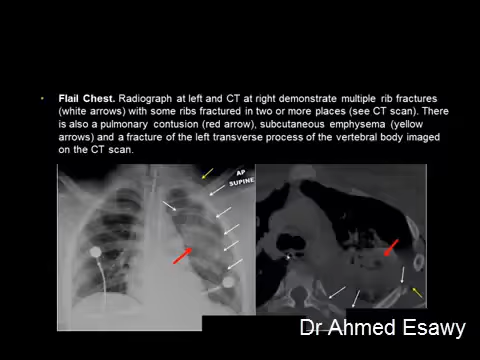 • Flail Chest. Radiograph at left and CT at right demonstrate multiple rib fractures
(white arrows) with some ribs fractured in two or more places (see CT scan). There
is also a pulmonary contusion (red arrow), subcutaneous emphysema (yellow
arrows) and a fracture of the left transverse process of the vertebral body imaged
on the CT scan.
AP
SUPINE
Dr Ahmed Esawy